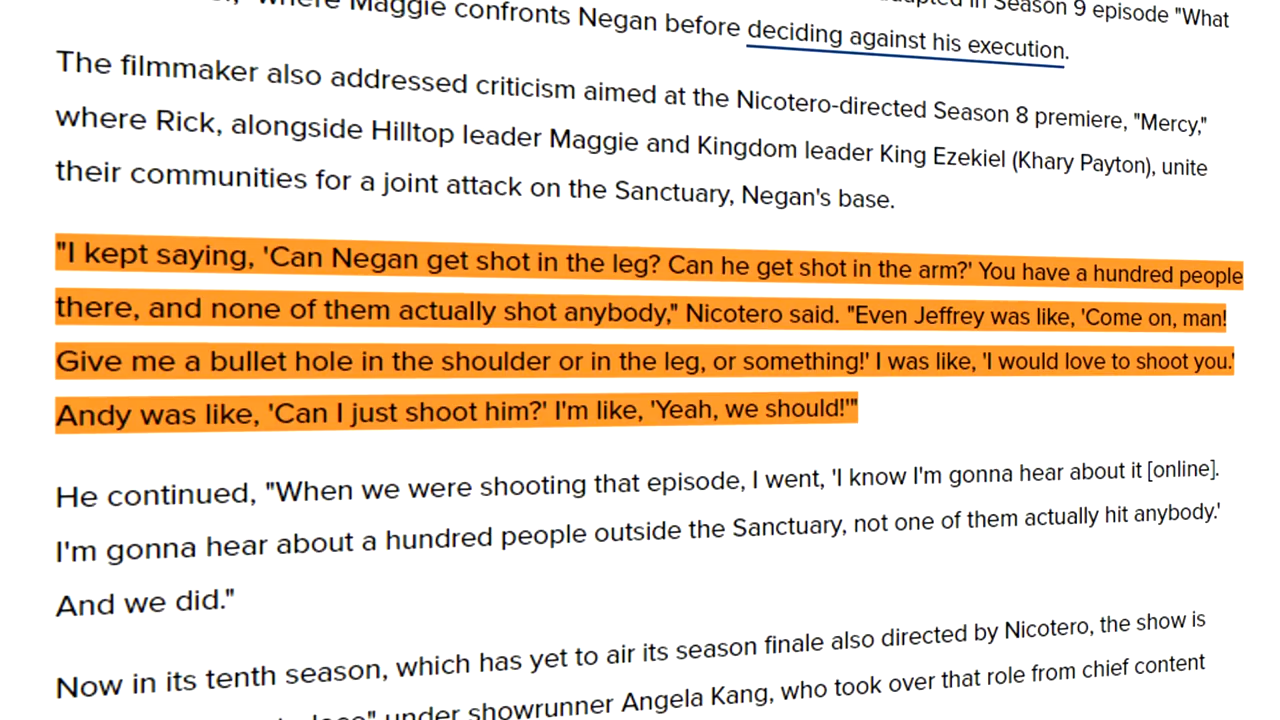 Maggie confronts Negan before deciding against his execution.
in Season 9 episode "What
The filmmaker also addressed criticism aimed at the Nicotero-directed Season 8 premiere, "Mercy,"
where Rick, alongside Hilltop leader Maggie and Kingdom leader King Ezekiel (Khary Payton), unite
their communities for a joint attack on the Sanctuary, Negan's base.
"I kept saying, 'Can Negan get shot in the leg? Can he get shot in the arm?' You have a hundred people
there, and none of them actually shot anybody," Nicotero said. "Even Jeffrey was like, 'Come on, man!
Give me a bullet hole in the shoulder or in the leg, or something!' I was like, 'I would love to shoot you.'
Andy was like, 'Can I just shoot him?' I'm like, 'Yeah, we should!'"
He continued, "When we were shooting that episode, I went, 'I know I'm gonna hear about it [online].
I'm gonna hear about a hundred people outside the Sanctuary, not one of them actually hit anybody.'
And we did."
Now in its tenth season, which has yet to air its season finale also directed by Nicotero, the show is
under showrunner Angela Kang, who took over that role from chief content